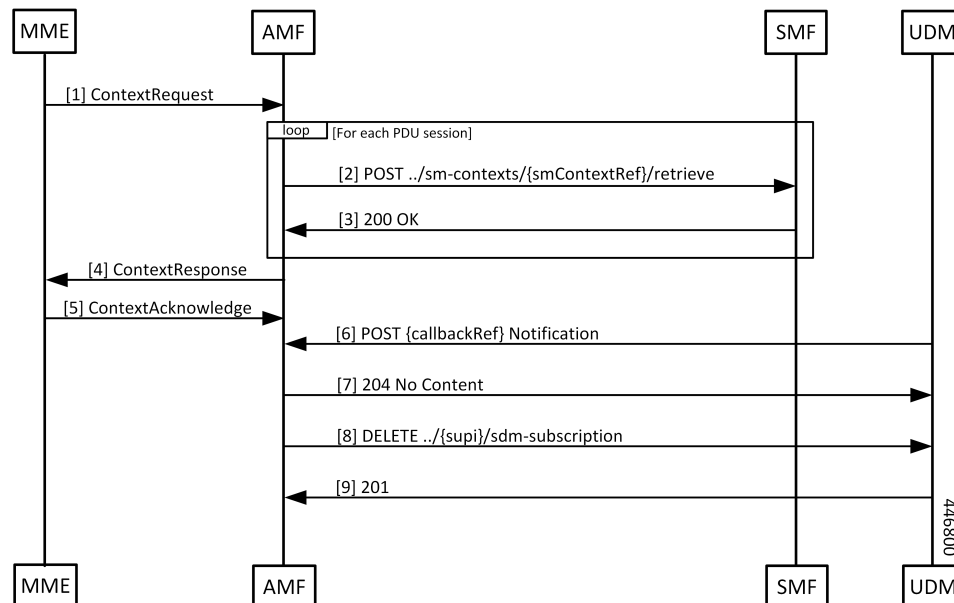 MME
AMF
SMF
UDM
[1] ContextRequest
loop
[For each PDU session]
[2] POST ../sm-contexts/{smContextRef}/retrieve
[3] 200 OK
[4] ContextResponse
[5] ContextAcknowledge
[6] POST {callbackRef} Notification
[7] 204 No Content
[8] DELETE ../{supi}/sdm-subscription
[9] 201
446800
MME
AMF
SMF
UDM